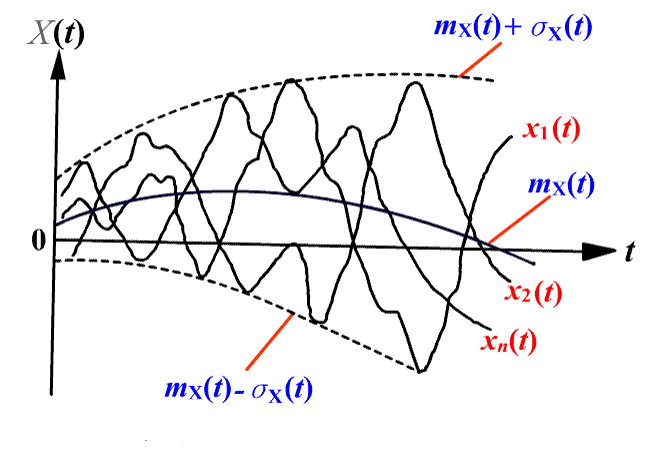 X(t)
mX(t)+ σX(t)
x1(t)
mX(t)
0
t
x2(t)
xn(t)
mX(t)- σX(t)